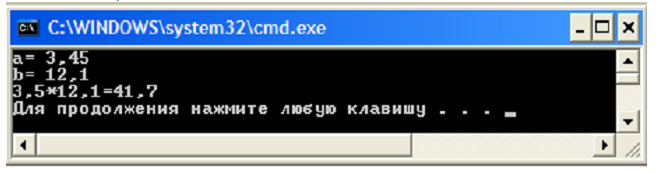 C:\WINDOWS\system32\cmd.exe
a= 3,45
b= 12,1
3,5*12,1=41,7
Для продолжения нажмите любую клавишу . . . _